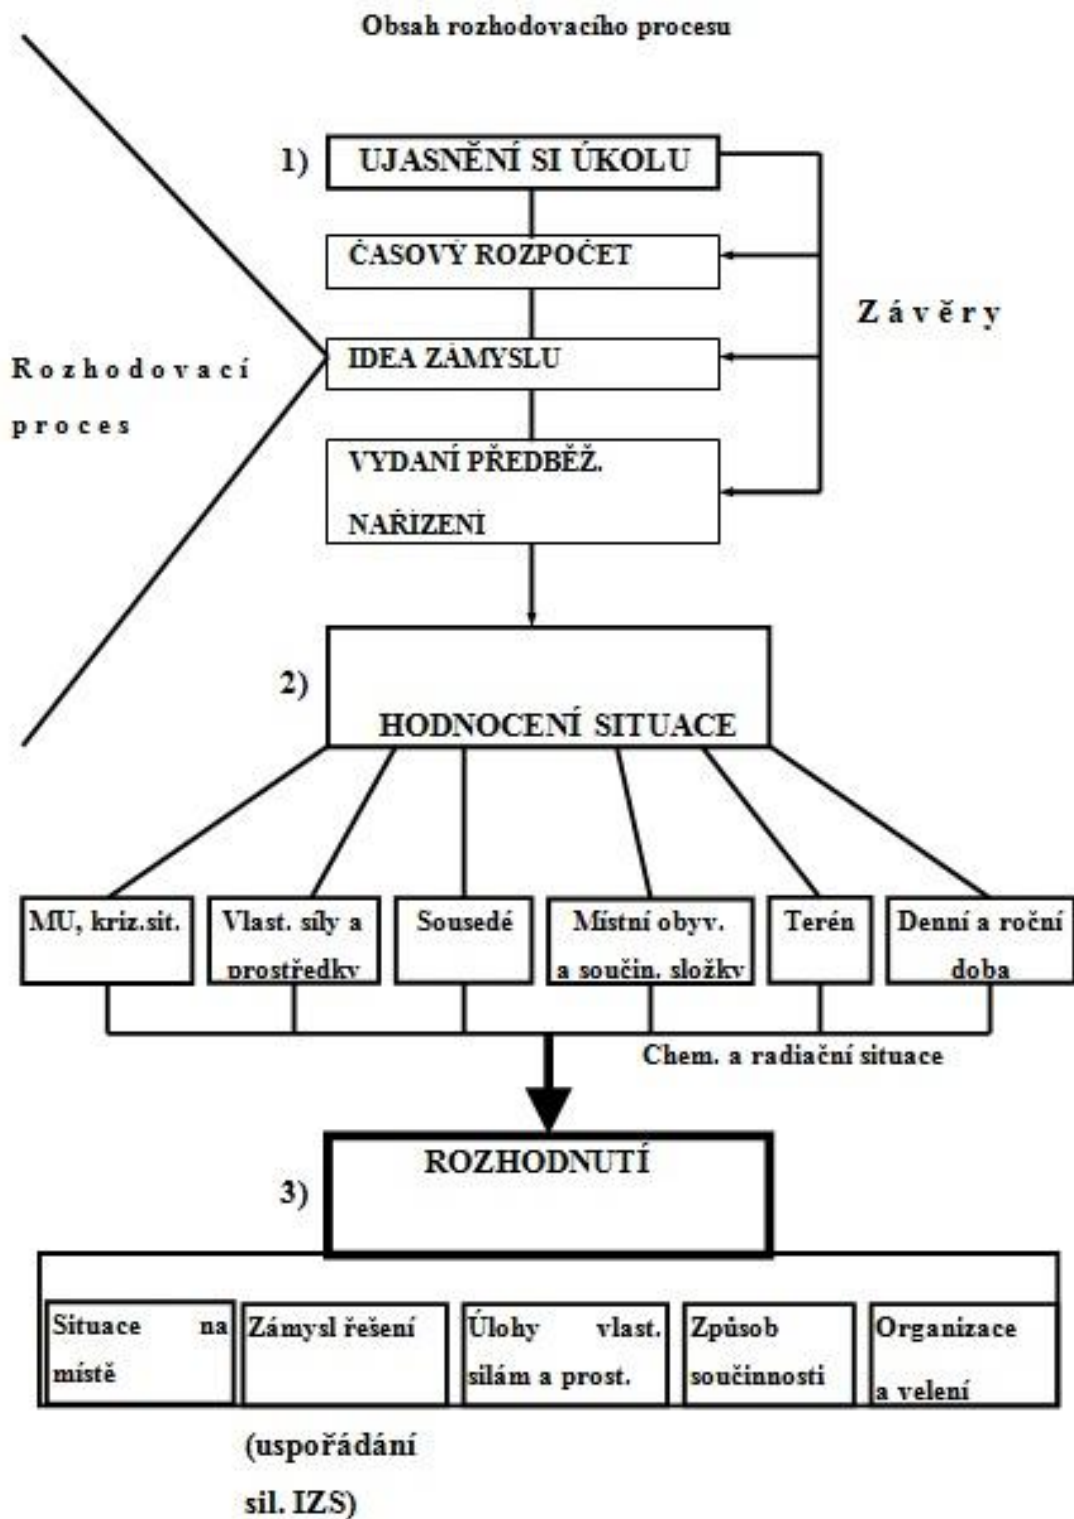 Obsah rozhodovacího procesu
1) UJASNĚNÍ SI ÚKOLU
ČASOVÝ ROZPOČET
Závěry
IDEA ZÁMYSLU
Rozhodovací
proces
VYDANÍ PŘEDBĚŽ.
NAŘÍZENÍ
2)
HODNOCENÍ SITUACE
MU, kriz.sit.
Vlast. síly a
prostředky
Sousedé
Místní obyv.
a součin. složky
Terén
Denní a roční
doba
Chem. a radiační situace
ROZHODNUTÍ
3)
Situace na
místě
Zámysl řešení
Úlohy vlast.
silám a prost.
Způsob
součinnosti
Organizace
a velení
(uspořádání
sil. IZS)